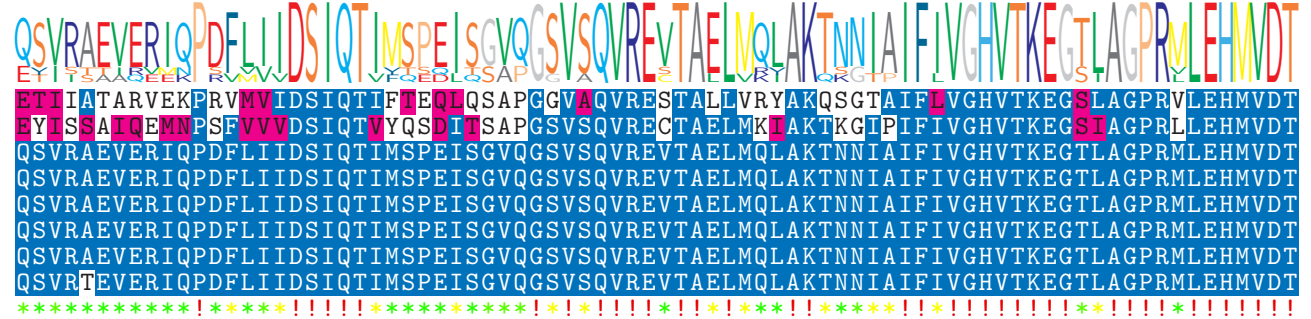 QSVRAEVERIQPDFLIIDSIQTIMSPEISGVQGSVSQVREVTAELMQLAKTNNIAIFIVGHVTKEGTLAGPRMLEHMVDT
ETIIATARVEKPRVMVIDSIQTIFTEQLQSAPGGVAQVRESTALLVRYAKQSGTAIFLVGHVTKEGSLAGPRVLEHMVDT
EYISSAIQEMNPSFVVVDSIQTVYQSDITSAPGSVSQVRECTAELMKIAKTKGIPIFIVGHVTKEGSIAGPRLLEHMVDT
QSVRAEVERIQPDFLIIDSIQTIMSPEISGVQGSVSQVREVTAELMQLAKTNNIAIFIVGHVTKEGTLAGPRMLEHMVDT
QSVRAEVERIQPDFLIIDSIQTIMSPEISGVQGSVSQVREVTAELMQLAKTNNIAIFIVGHVTKEGTLAGPRMLEHMVDT
QSVRAEVERIQPDFLIIDSIQTIMSPEISGVQGSVSQVREVTAELMQLAKTNNIAIFIVGHVTKEGTLAGPRMLEHMVDT
QSVRAEVERIQPDFLIIDSIQTIMSPEISGVQGSVSQVREVTAELMQLAKTNNIAIFIVGHVTKEGTLAGPRMLEHMVDT
QSVRAEVERIQPDFLIIDSIQTIMSPEISGVQGSVSQVREVTAELMQLAKTNNIAIFIVGHVTKEGTLAGPRMLEHMVDT
QSVRTEVERIQPDFLIIDSIQTIMSPEISGVQGSVSQVREVTAELMQLAKTNNIAIFIVGHVTKEGTLAGPRMLEHMVDT
***********!*****!!!!!**********!*!*!!!!*!!*!***!!*****!!*!!!!!!!!**!!!!*!!!!!!!